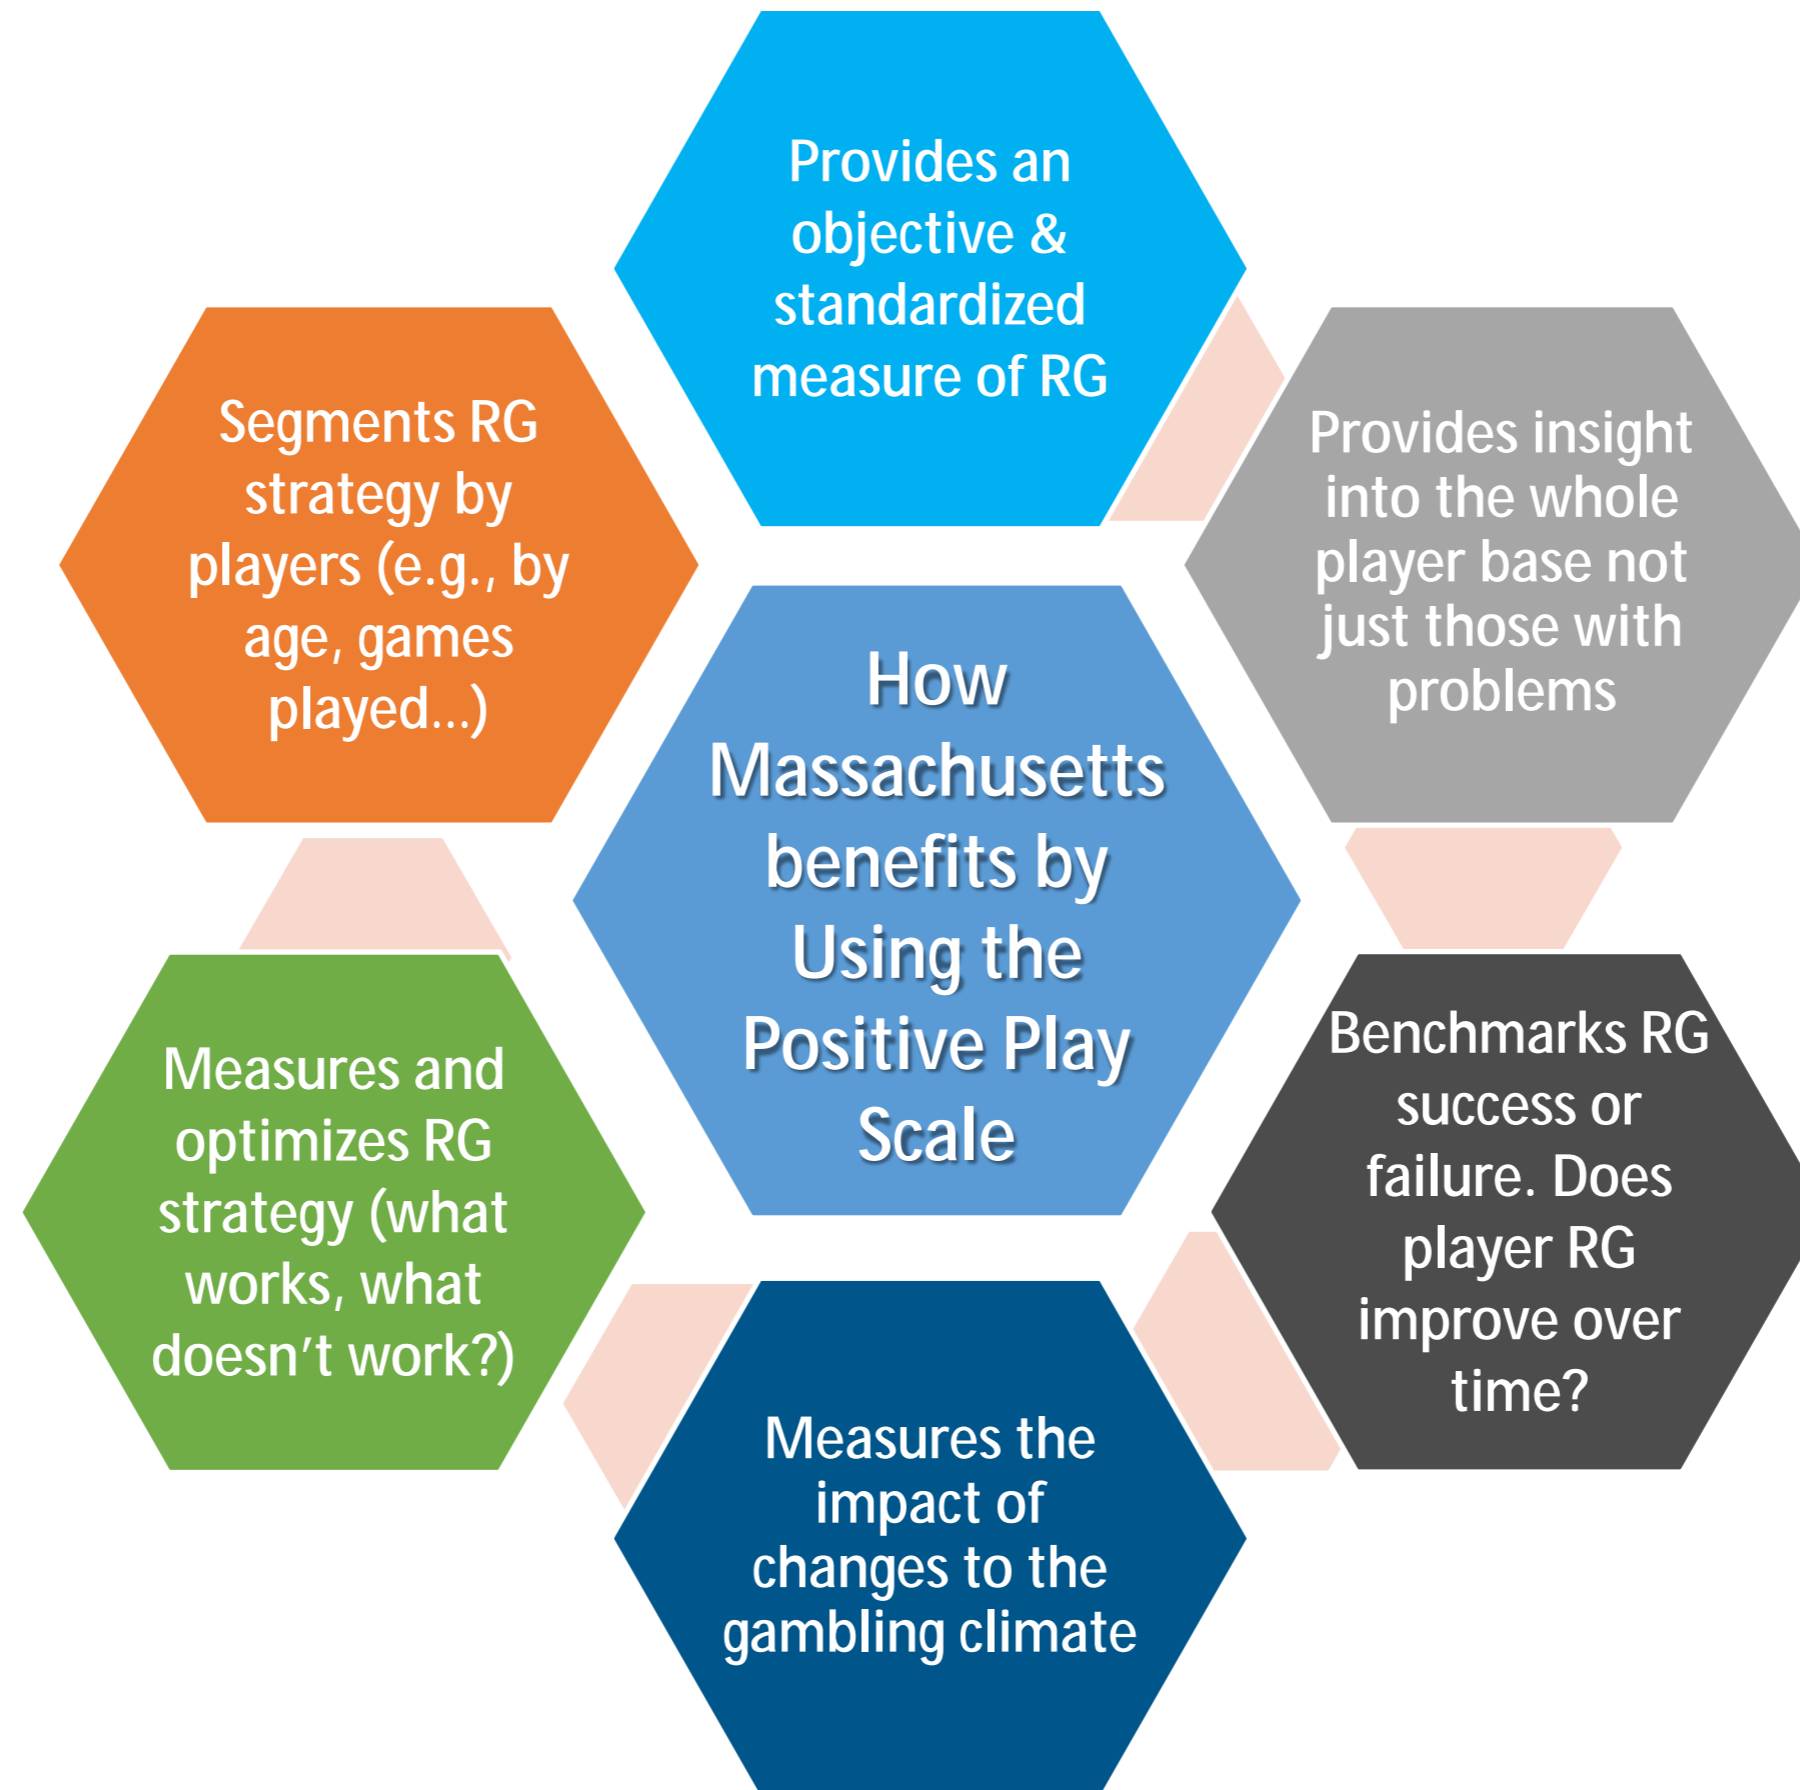 Provides an
objective &
standardized
measure of RG
Segments RG
strategy by
players (e.g., by
age, games
played...)
Provides insight
into the whole
player base not
just those with
problems
How
Massachusetts
benefits by
Using the
Positive Play
Scale
Measures and
optimizes RG
strategy (what
works, what
doesn’t work?)
Benchmarks RG
success or
failure. Does
player RG
improve over
time?
Measures the
impact of
changes to the
gambling climate